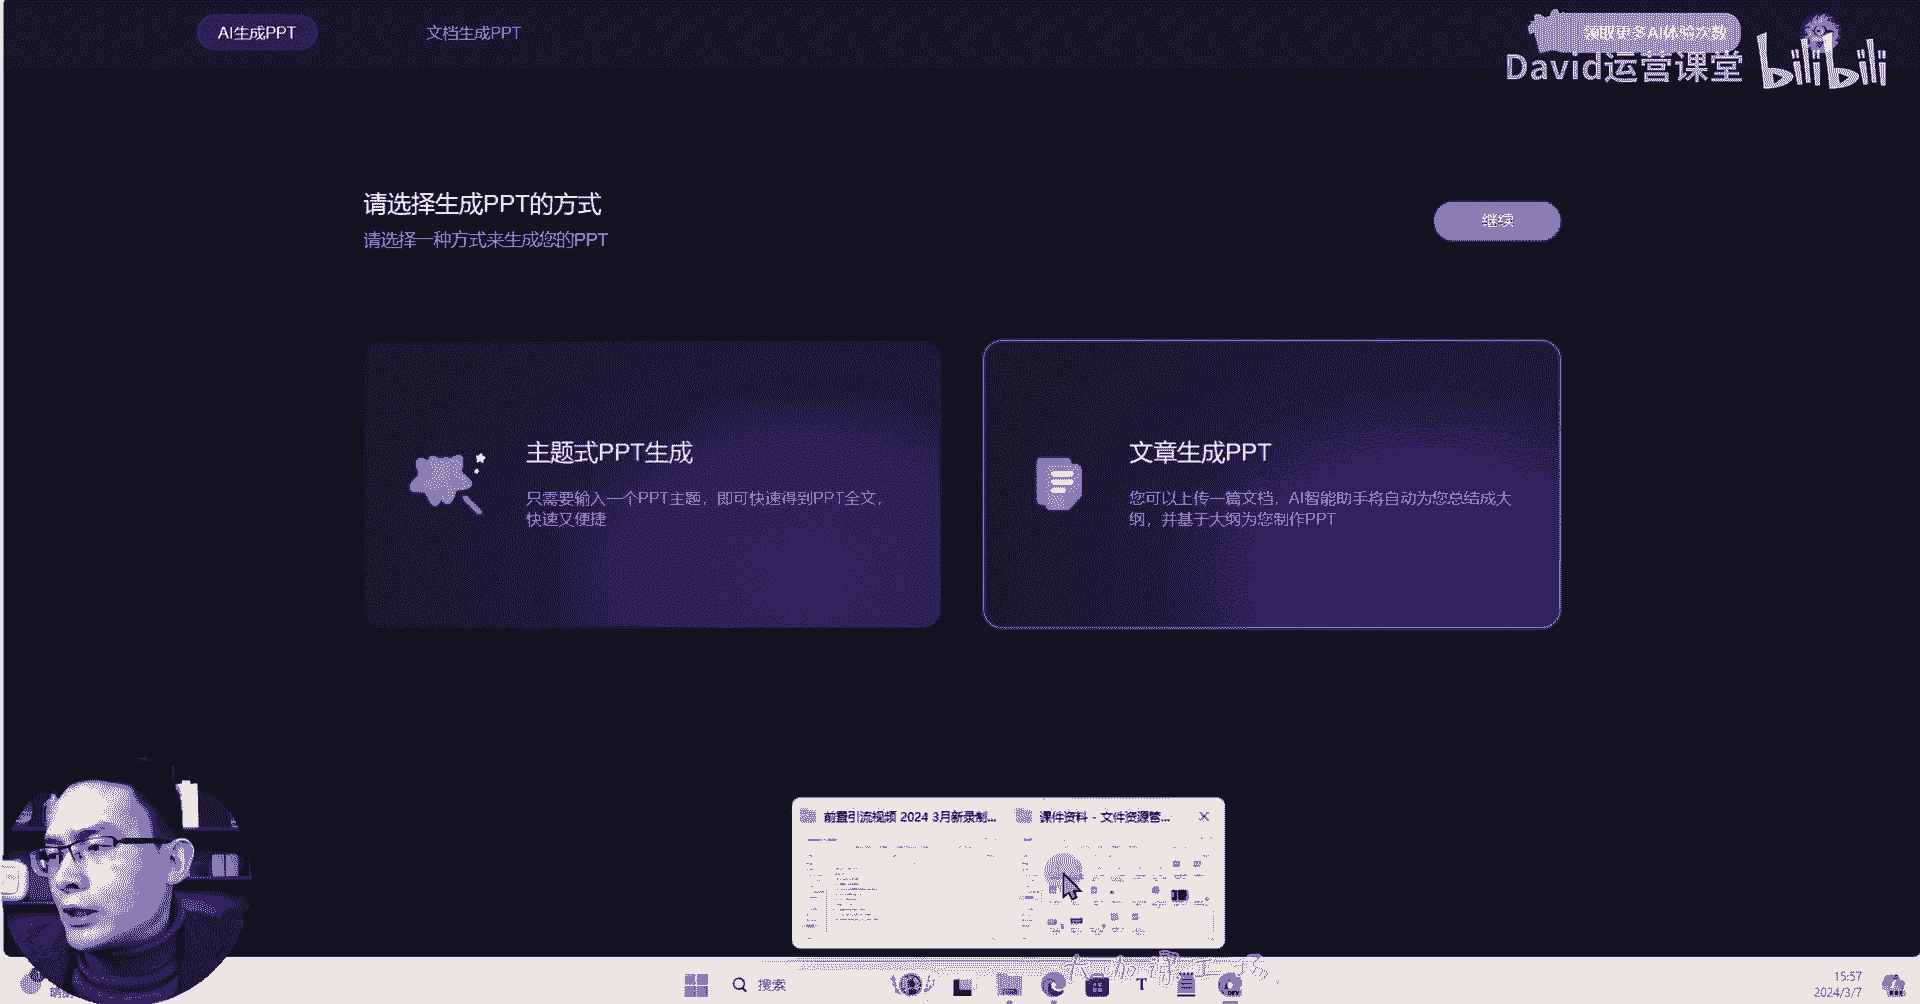 AI生成PPT
文档生成PPT
领取更多AI体验次数
David运营课堂
bilibili
请选择生成PPT的方式
请选择一种方式来生成您的PPT
继续
主题式PPT生成
只需要输入一个PPT主题，即可快速得到PPT全文，
快速又便捷
文章生成PPT
您可以上传一篇文档，AI智能助手将自动为您总结成大
纲，并基于大纲为您制作PPT
前置引流视频 2024 3月新录制...
课件资料 - 文件资源管...
搜索
15:57
2024/3/7